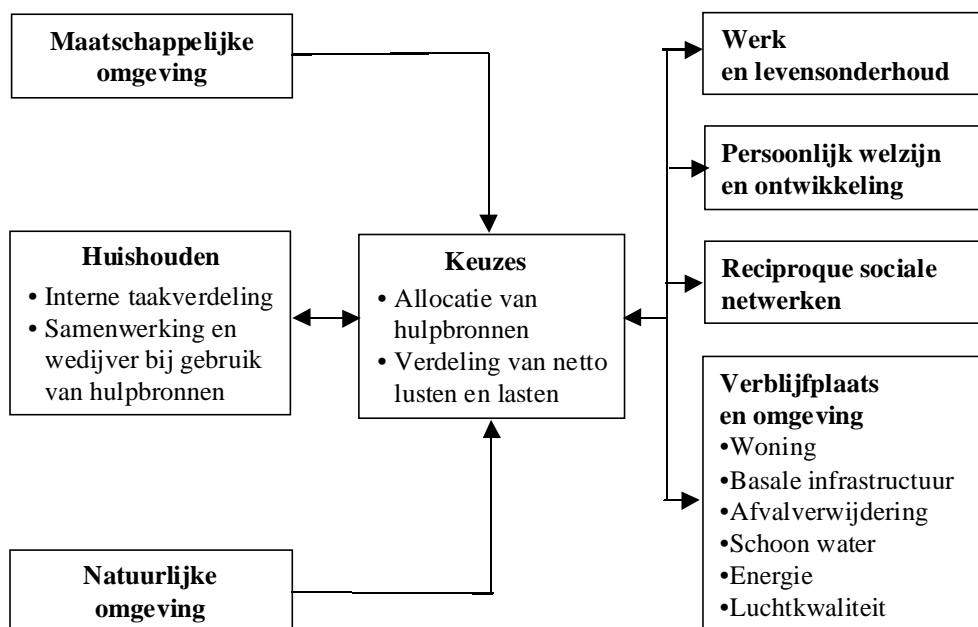 Maatschappelijke
omgeving
Huishouden
• Interne taakverdeling
• Samenwerking en
wedijver bij gebruik
van hulpbronnen
Natuurlijke
omgeving
Keuzes
• Allocatie van
hulpbronnen
• Verdeling van netto
lusten en lasten
Werk
en levensonderhoud
Persoonlijk welzijn
en ontwikkeling
Reciproque sociale
netwerken
Verblijfplaats
en omgeving
•Woning
•Basale infrastructuur
•Afvalverwijdering
•Schoon water
•Energie
•Luchtkwaliteit